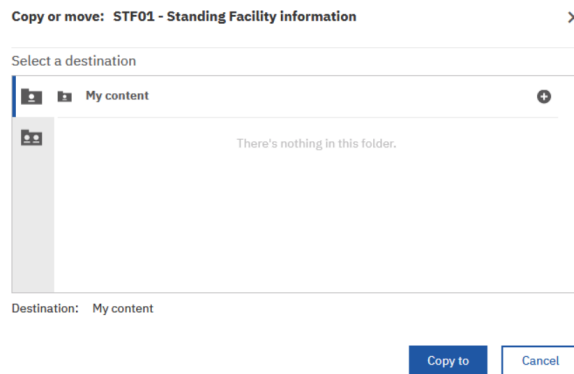 Copy or move: STF01 - Standing Facility information
Select a destination
My content
There's nothing in this folder.
Destination: My content
Copy to Cancel